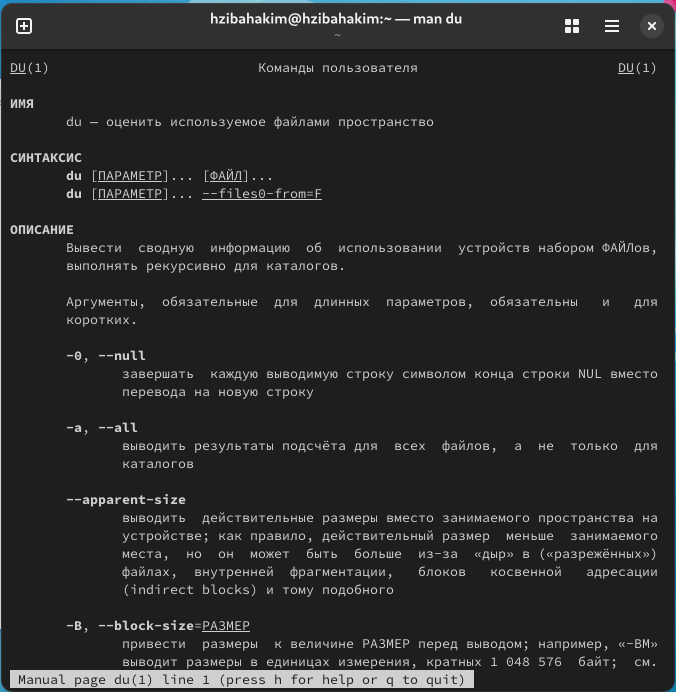 hzibahakim@hzibahakim:~ — man du
~
DU(1) Команды пользователя DU(1)
ИМЯ
du — оценить используемое файлами пространство
СИНТАКСИС
du [ПАРАМЕТР]... [ФАЙЛ]...
du [ПАРАМЕТР]... --files0-from=F
ОПИСАНИЕ
Вывести сводную информацию об использовании устройств набором ФАЙЛов,
выполнять рекурсивно для каталогов.
Аргументы, обязательные для длинных параметров, обязательны и для
коротких.
-0, --null
завершать каждую выводимую строку символом конца строки NUL вместо
перевода на новую строку
-a, --all
выводить результаты подсчёта для всех файлов, а не только для
каталогов
--apparent-size
выводить действительные размеры вместо занимаемого пространства на
устройстве; как правило, действительный размер меньше занимаемого
места, но он может быть больше из-за «дыр» в («разрежённых»)
файлах, внутренней фрагментации, блоков косвенной адресации
(indirect blocks) и тому подобного
-B, --block-size=РАЗМЕР
привести размеры к величине РАЗМЕР перед выводом; например, «-BM»
выводит размеры в единицах измерения, кратных 1 048 576 байт; см.
Manual page du(1) line 1 (press h for help or q to quit)